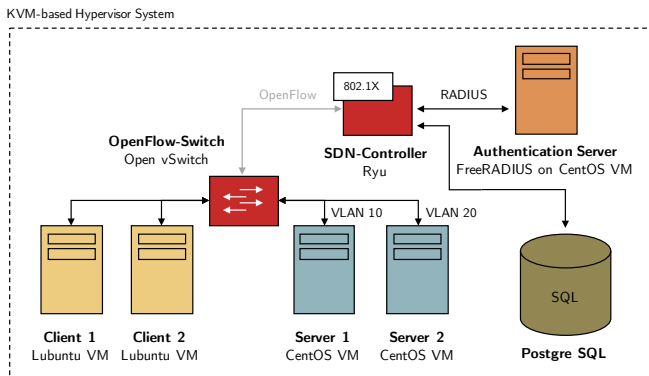 KVM-based Hypervisor System
802.1X
OpenFlow
RADIUS
OpenFlow-Switch
Open vSwitch
SDN-Controller
Ryu
Authentication Server
FreeRADIUS on CentOS VM
VLAN 10
VLAN 20
SQL
Client 1
Lubuntu VM
Client 2
Lubuntu VM
Server 1
CentOS VM
Server 2
CentOS VM
Postgre SQL